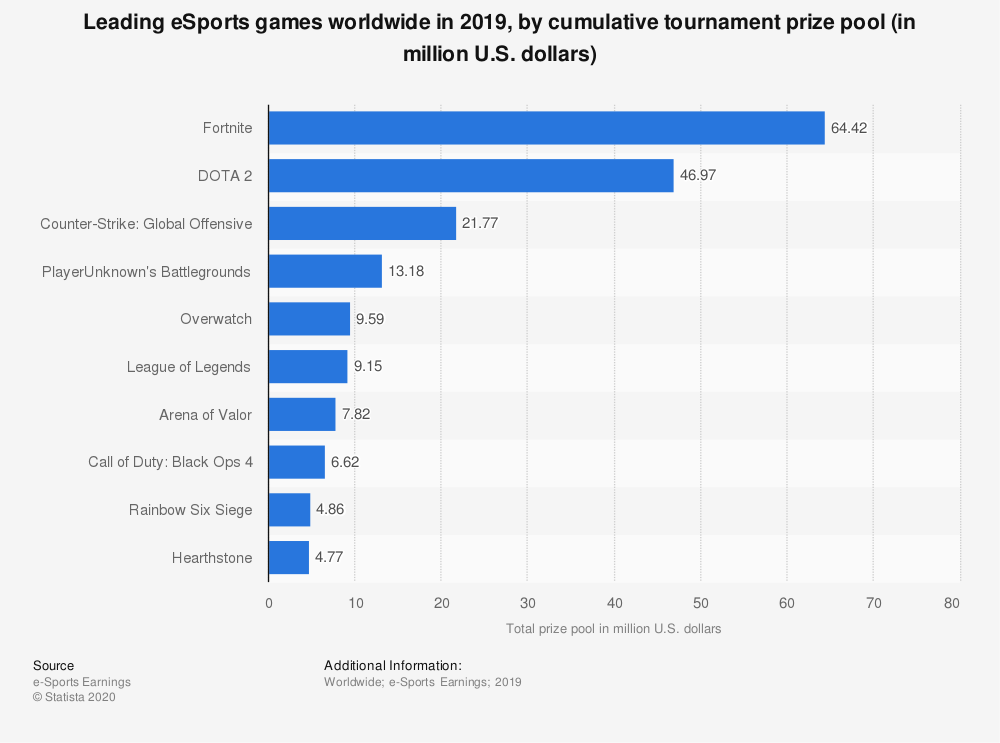 Leading eSports games worldwide in 2019, by cumulative tournament prize pool (in
million U.S. dollars)
Fortnite 64.42
DOTA 2 46.97
Counter-Strike: Global Offensive 21.77
PlayerUnknown's Battlegrounds 13.18
Overwatch 9.59
League of Legends 9.15
Arena of Valor 7.82
Call of Duty: Black Ops 4 6.62
Rainbow Six Siege 4.86
Hearthstone 4.77
0 10 20 30 40 50 60 70 80
Total prize pool in million U.S. dollars
Source
e-Sports Earnings
© Statista 2020
Additional Information:
Worldwide; e-Sports Earnings; 2019